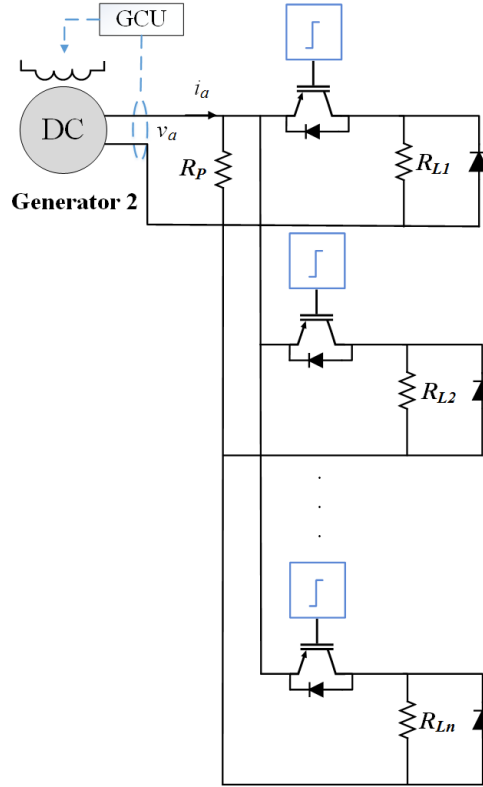 GCU
DC
i_a
v_a
Generator 2
R_P
R_L1
R_L2
.
.
.
R_Ln